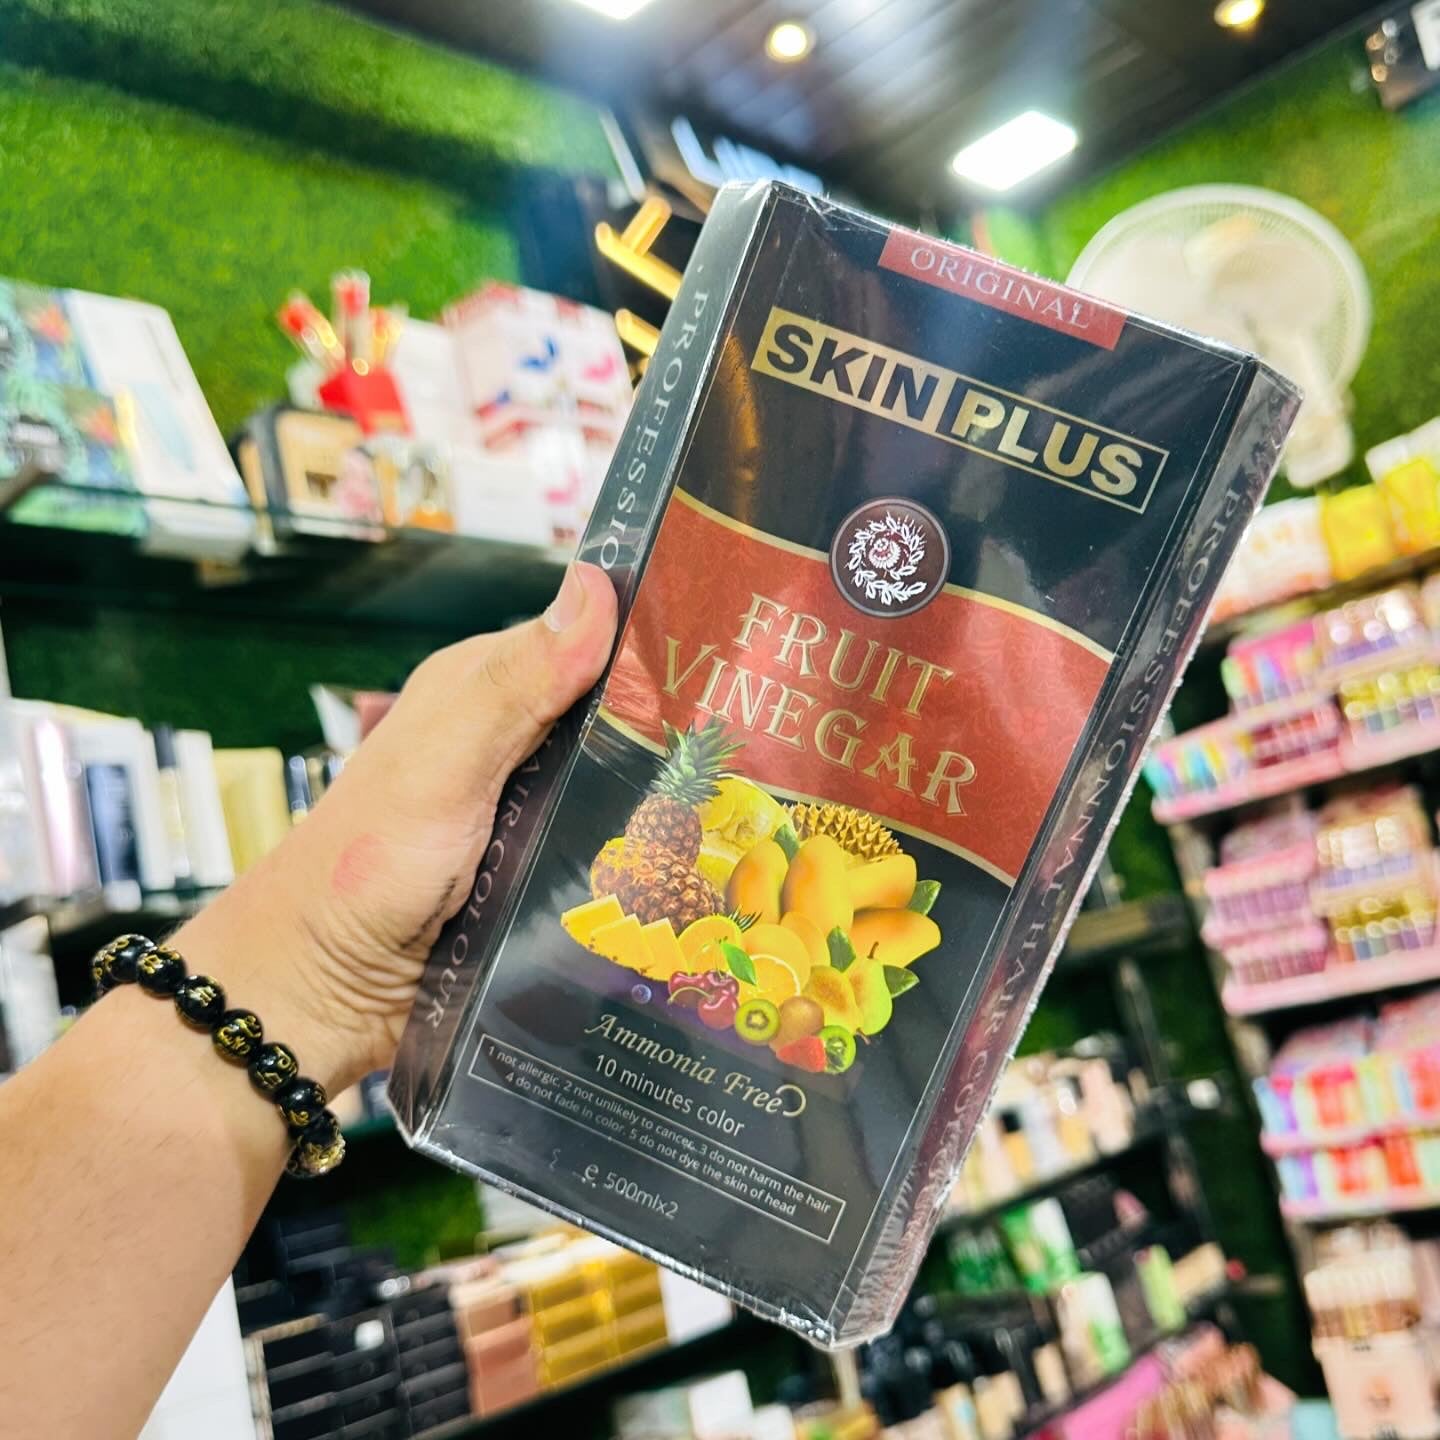 ORIGINAL
SKIN PLUS
FRUIT
VINEGAR
Ammonia Free
10 minutes color
1 not allergic. 2 not unlikely to cancer. 3 do not harm the hair
4 do not fade in color. 5 do not dye the skin of head
e 500mlx2
PROFESSIONNAL HAIR COLOUR